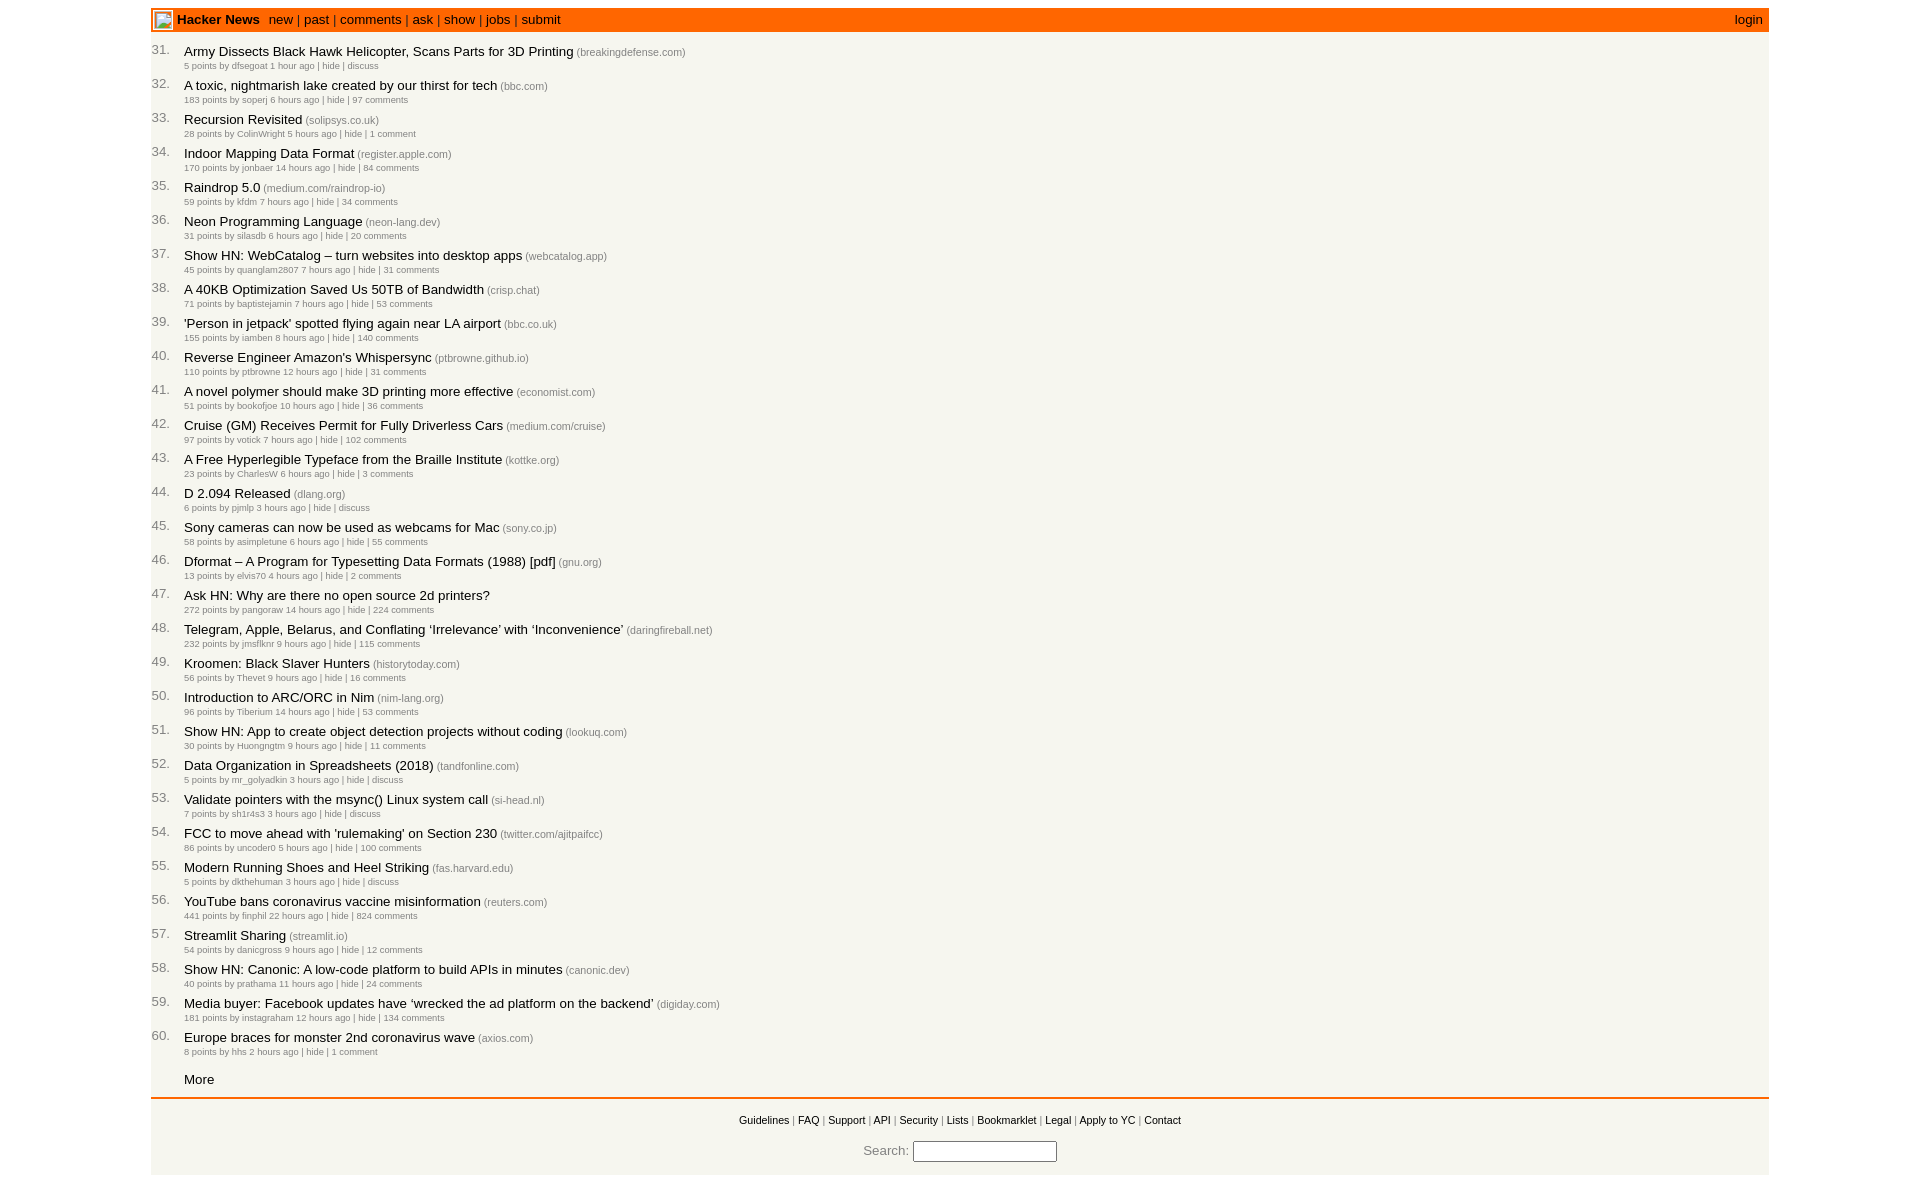 Hacker News new | past | comments | ask | show | jobs | submit login
31. Army Dissects Black Hawk Helicopter, Scans Parts for 3D Printing (breakingdefense.com)
5 points by dfsegoat 1 hour ago | hide | discuss
32. A toxic, nightmarish lake created by our thirst for tech (bbc.com)
183 points by soperj 6 hours ago | hide | 97 comments
33. Recursion Revisited (solipsys.co.uk)
28 points by ColinWright 5 hours ago | hide | 1 comment
34. Indoor Mapping Data Format (register.apple.com)
170 points by jonbaer 14 hours ago | hide | 84 comments
35. Raindrop 5.0 (medium.com/raindrop-io)
59 points by kfdm 7 hours ago | hide | 34 comments
36. Neon Programming Language (neon-lang.dev)
31 points by silasdb 6 hours ago | hide | 20 comments
37. Show HN: WebCatalog – turn websites into desktop apps (webcatalog.app)
45 points by quanglam2807 7 hours ago | hide | 31 comments
38. A 40KB Optimization Saved Us 50TB of Bandwidth (crisp.chat)
71 points by baptistejamin 7 hours ago | hide | 53 comments
39. 'Person in jetpack' spotted flying again near LA airport (bbc.co.uk)
155 points by iamben 8 hours ago | hide | 140 comments
40. Reverse Engineer Amazon's Whispersync (ptbrowne.github.io)
110 points by ptbrowne 12 hours ago | hide | 31 comments
41. A novel polymer should make 3D printing more effective (economist.com)
51 points by bookofjoe 10 hours ago | hide | 36 comments
42. Cruise (GM) Receives Permit for Fully Driverless Cars (medium.com/cruise)
97 points by votick 7 hours ago | hide | 102 comments
43. A Free Hyperlegible Typeface from the Braille Institute (kottke.org)
23 points by CharlesW 6 hours ago | hide | 3 comments
44. D 2.094 Released (dlang.org)
6 points by pjmlp 3 hours ago | hide | discuss
45. Sony cameras can now be used as webcams for Mac (sony.co.jp)
58 points by asimpletune 6 hours ago | hide | 55 comments
46. Dformat – A Program for Typesetting Data Formats (1988) [pdf] (gnu.org)
13 points by elvis70 4 hours ago | hide | 2 comments
47. Ask HN: Why are there no open source 2d printers?
272 points by pangoraw 14 hours ago | hide | 224 comments
48. Telegram, Apple, Belarus, and Conflating ‘Irrelevance’ with ‘Inconvenience’ (daringfireball.net)
232 points by jmsflknr 9 hours ago | hide | 115 comments
49. Kroomen: Black Slaver Hunters (historytoday.com)
56 points by Thevet 9 hours ago | hide | 16 comments
50. Introduction to ARC/ORC in Nim (nim-lang.org)
96 points by Tiberium 14 hours ago | hide | 53 comments
51. Show HN: App to create object detection projects without coding (lookuq.com)
30 points by Huongngtm 9 hours ago | hide | 11 comments
52. Data Organization in Spreadsheets (2018) (tandfonline.com)
5 points by mr_golyadkin 3 hours ago | hide | discuss
53. Validate pointers with the msync() Linux system call (si-head.nl)
7 points by sh1r4s3 3 hours ago | hide | discuss
54. FCC to move ahead with 'rulemaking' on Section 230 (twitter.com/ajitpaifcc)
86 points by uncoder0 5 hours ago | hide | 100 comments
55. Modern Running Shoes and Heel Striking (fas.harvard.edu)
5 points by dkthehuman 3 hours ago | hide | discuss
56. YouTube bans coronavirus vaccine misinformation (reuters.com)
441 points by finphil 22 hours ago | hide | 824 comments
57. Streamlit Sharing (streamlit.io)
54 points by danicgross 9 hours ago | hide | 12 comments
58. Show HN: Canonic: A low-code platform to build APIs in minutes (canonic.dev)
40 points by prathama 11 hours ago | hide | 24 comments
59. Media buyer: Facebook updates have ‘wrecked the ad platform on the backend’ (digiday.com)
181 points by instagraham 12 hours ago | hide | 134 comments
60. Europe braces for monster 2nd coronavirus wave (axios.com)
8 points by hhs 2 hours ago | hide | 1 comment
More
Guidelines | FAQ | Support | API | Security | Lists | Bookmarklet | Legal | Apply to YC | Contact
Search: